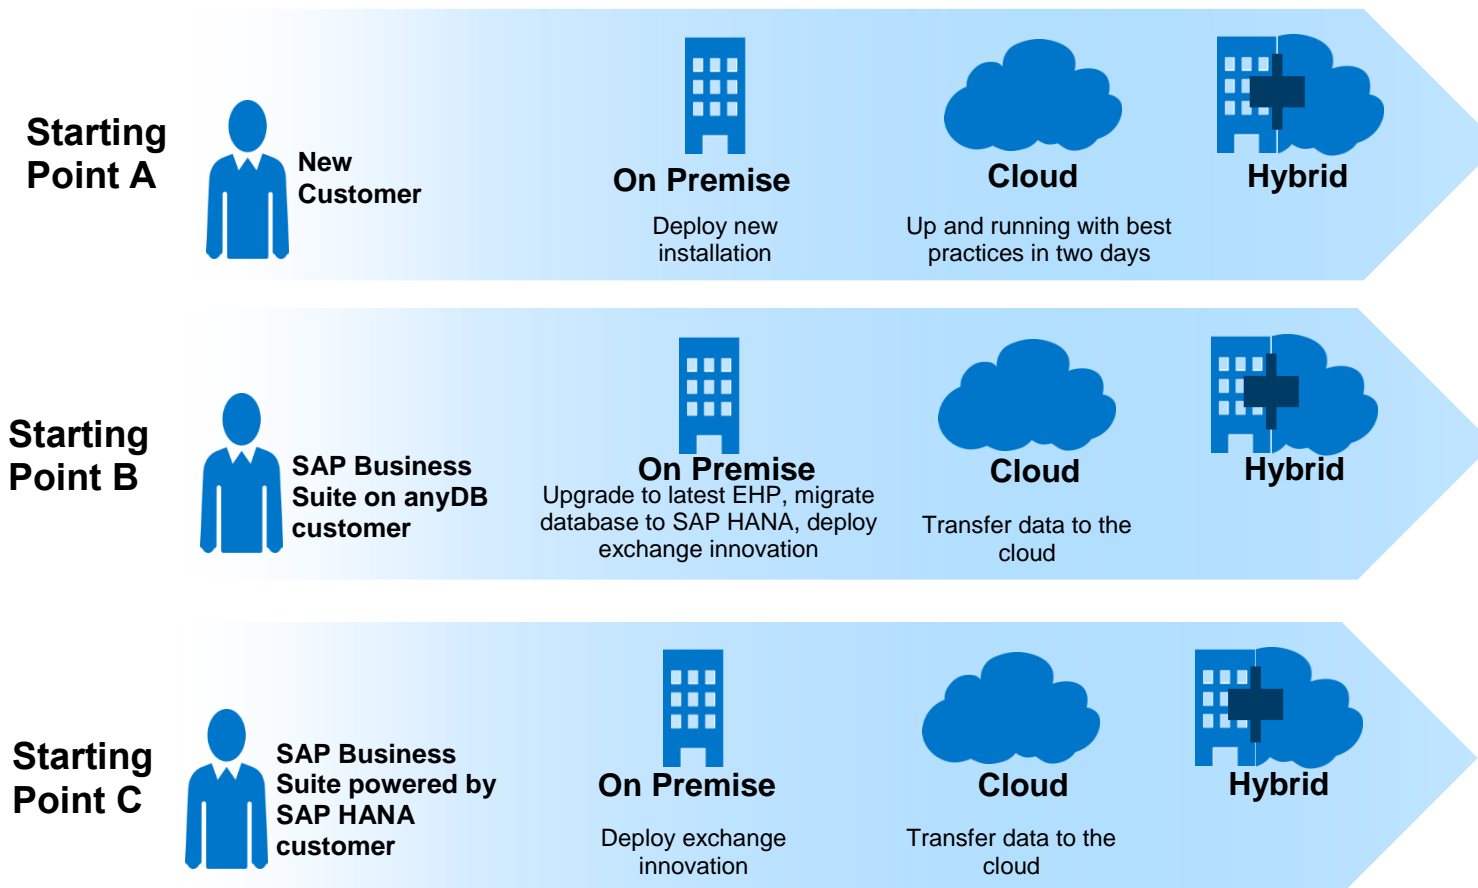 Starting
Point A
New
Customer
On Premise
Deploy new
installation
Cloud
Up and running with best
practices in two days
Hybrid
Starting
Point B
SAP Business
Suite on anyDB
customer
On Premise
Upgrade to latest EHP, migrate
database to SAP HANA, deploy
exchange innovation
Cloud
Transfer data to the
cloud
Hybrid
Starting
Point C
SAP Business
Suite powered by
SAP HANA
customer
On Premise
Deploy exchange
innovation
Cloud
Transfer data to the
cloud
Hybrid